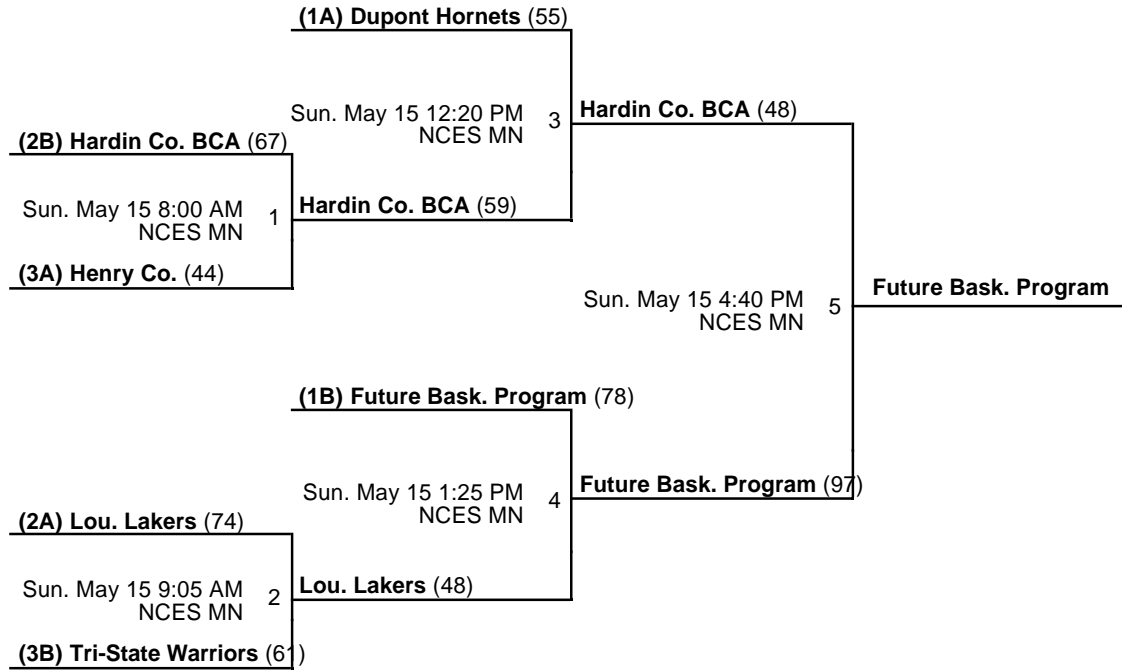 (1A) Dupont Hornets (55)
Sun. May 15 12:20 PM
NCES MN
3
Hardin Co. BCA (48)
(2B) Hardin Co. BCA (67)
Sun. May 15 8:00 AM
NCES MN
1
Hardin Co. BCA (59)
(3A) Henry Co. (44)
Sun. May 15 4:40 PM
NCES MN
5
Future Bask. Program
(1B) Future Bask. Program (78)
Sun. May 15 1:25 PM
NCES MN
4
Future Bask. Program (97)
(2A) Lou. Lakers (74)
Sun. May 15 9:05 AM
NCES MN
2
Lou. Lakers (48)
(3B) Tri-State Warriors (61)